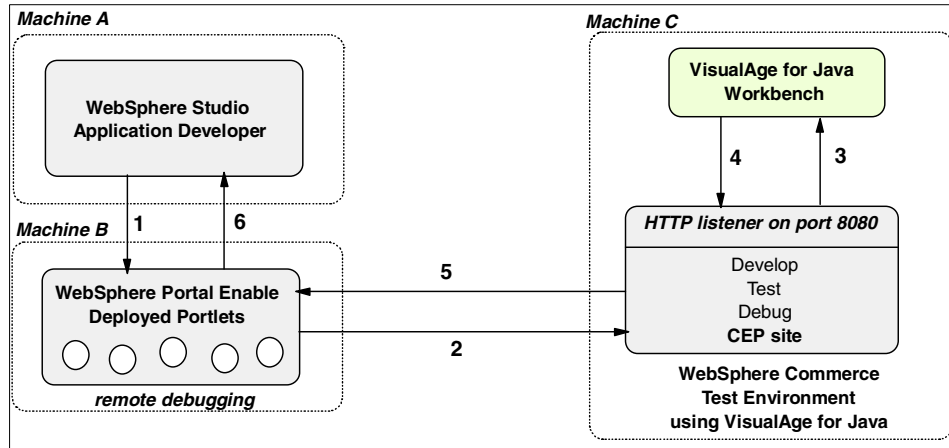 Machine A
WebSphere Studio
Application Developer
1
6
Machine B
WebSphere Portal Enable
Deployed Portlets
remote debugging
5
2
Machine C
VisualAge for Java
Workbench
4
3
HTTP listener on port 8080
Develop
Test
Debug
CEP site
WebSphere Commerce
Test Environment
using VisualAge for Java